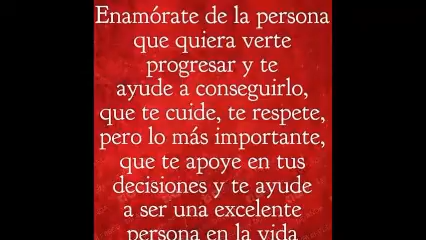 Enamórate de la persona
que quiera verte
progresar y te
ayude a conseguirlo,
que te cuide, te respete,
pero lo más importante,
que te apoye en tus
decisiones y te ayude
a ser una excelente
persona en la vida